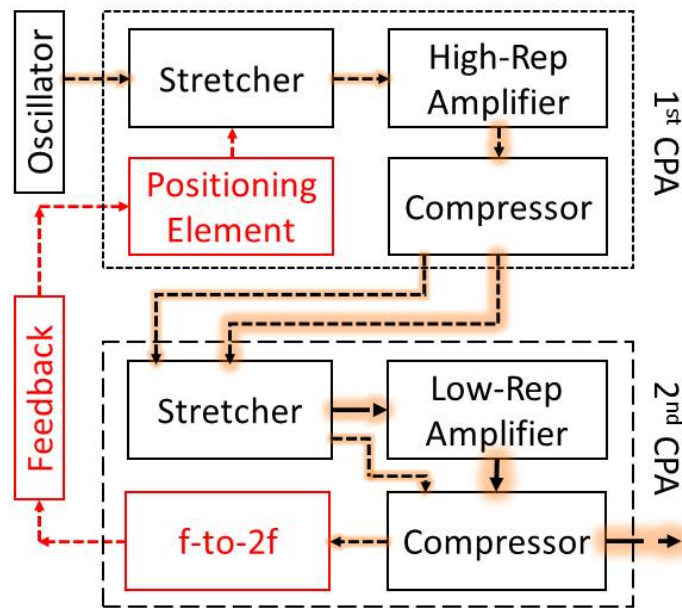 Oscillator
Stretcher
High-Rep
Amplifier
1st CPA
Positioning
Element
Compressor
Feedback
Stretcher
Low-Rep
Amplifier
2nd CPA
f-to-2f
Compressor